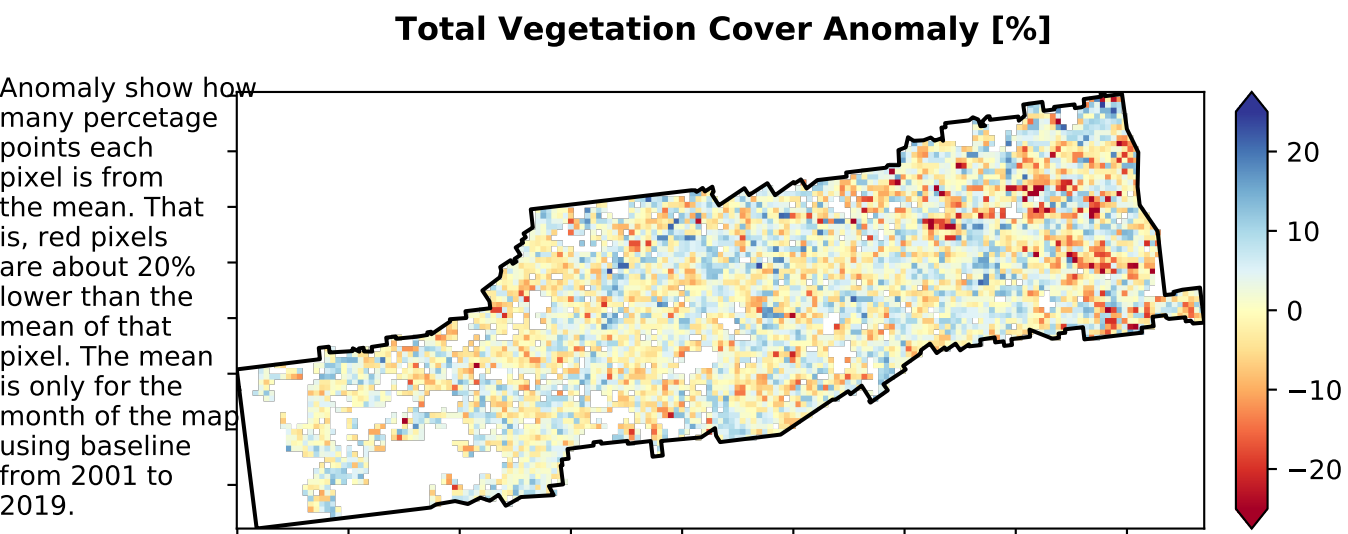 Total Vegetation Cover Anomaly [%]
Anomaly show how
many percetage
points each
pixel is from
the mean. That
is, red pixels
are about 20%
lower than the
mean of that
pixel. The mean
is only for the
month of the map
using baseline
from 2001 to
2019.
20
10
0
−10
−20